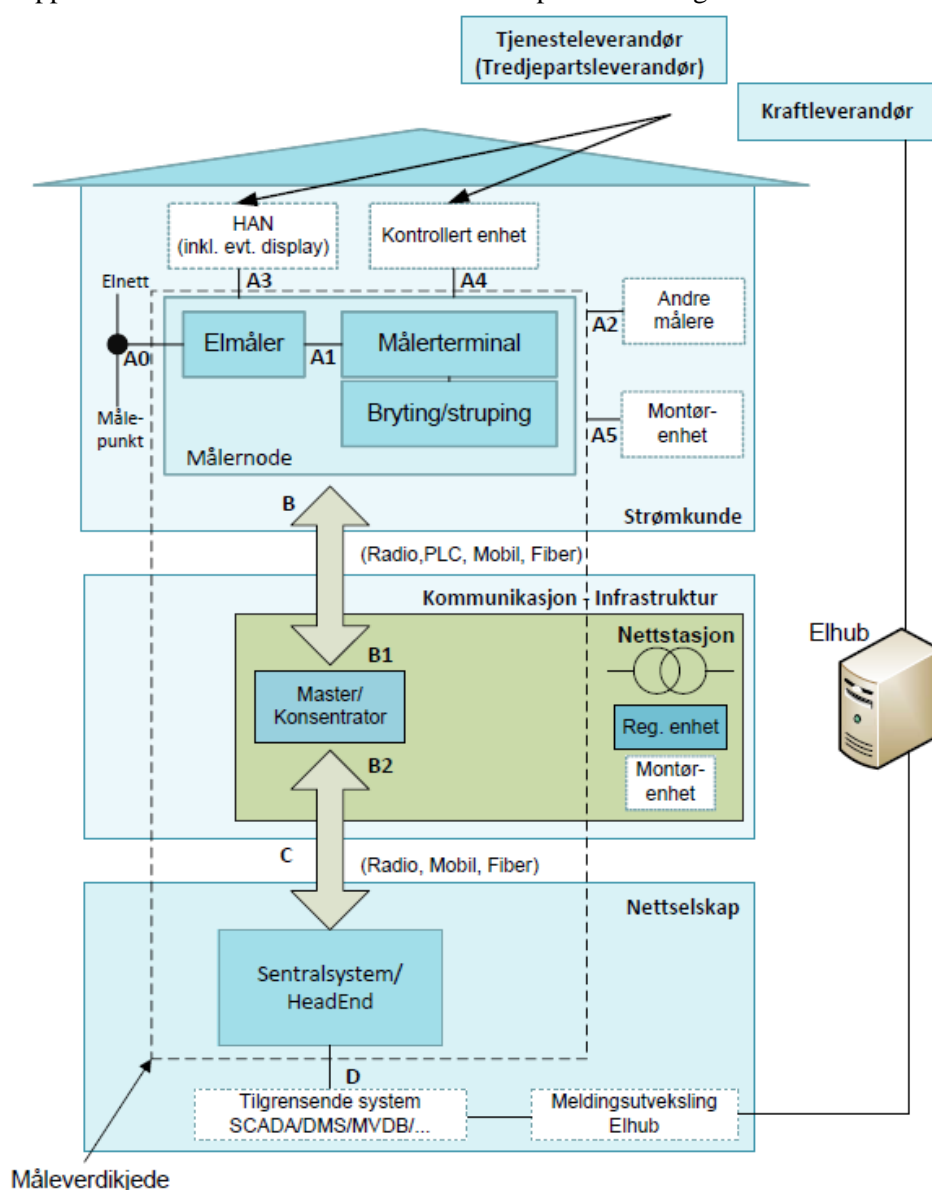 Tjenesteleverandør
(Tredjepartsleverandør)
Kraftleverandør
HAN
(inkl. evt. display)
Kontrollert enhet
A3
A4
Elnett
Andre
målere
A2
Elmåler
A1
Målerterminal
A0
Bryting/struping
Måle-
punkt
Montør-
enhet
A5
Målernode
B
Strømkunde
(Radio,PLC, Mobil, Fiber)
Kommunikasjon - Infrastruktur
Nettstasjon
Elhub
B1
Master/
Konsentrator
Reg. enhet
B2
Montør-
enhet
C
(Radio, Mobil, Fiber)
Nettselskap
Sentralsystem/
HeadEnd
D
Tilgrensende system
SCADA/DMS/MVDB/...
Meldingsutveksling
Elhub
Måleverdikjede